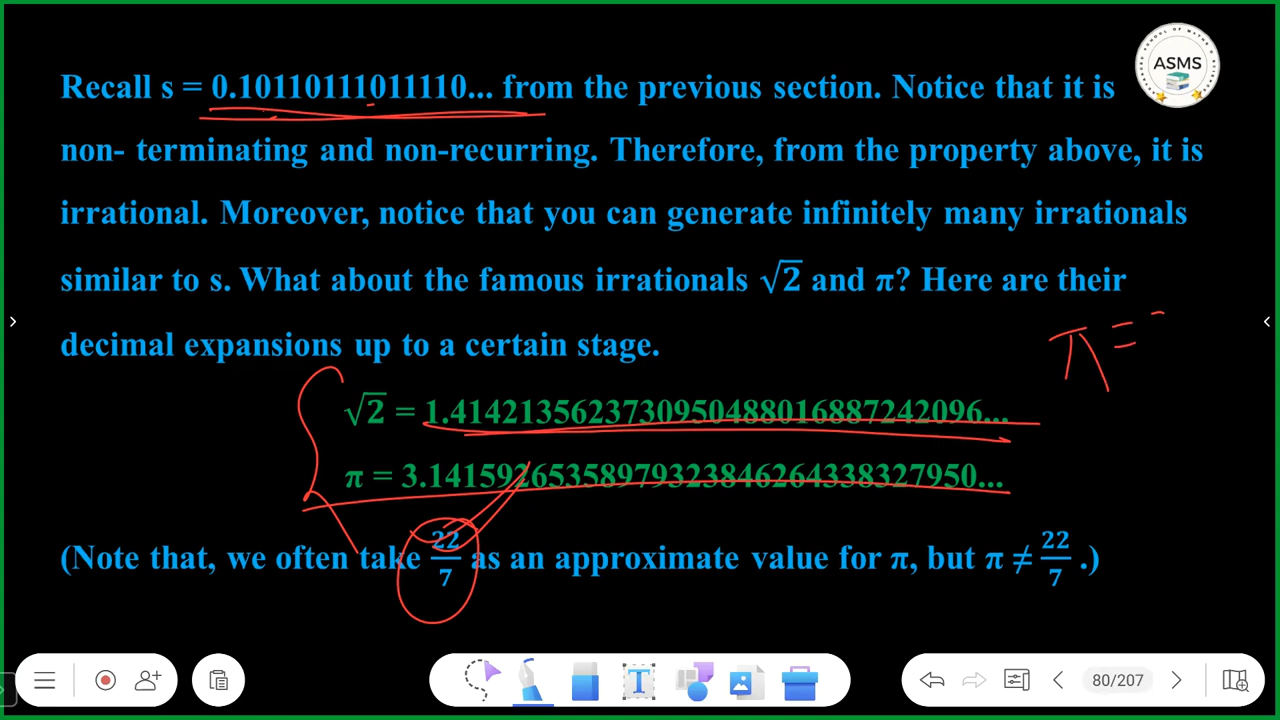 Recall s = 0.10110111011110... from the previous section. Notice that it is
non- terminating and non-recurring. Therefore, from the property above, it is
irrational. Moreover, notice that you can generate infinitely many irrationals
similar to s. What about the famous irrationals √2 and π? Here are their
decimal expansions up to a certain stage.
π =
√2 = 1.4142135623730950488016887242096...
π = 3.14159265358979323846264338327950...
(Note that, we often take 22/7 as an approximate value for π, but π ≠ 22/7 .)
ASMS
80/207